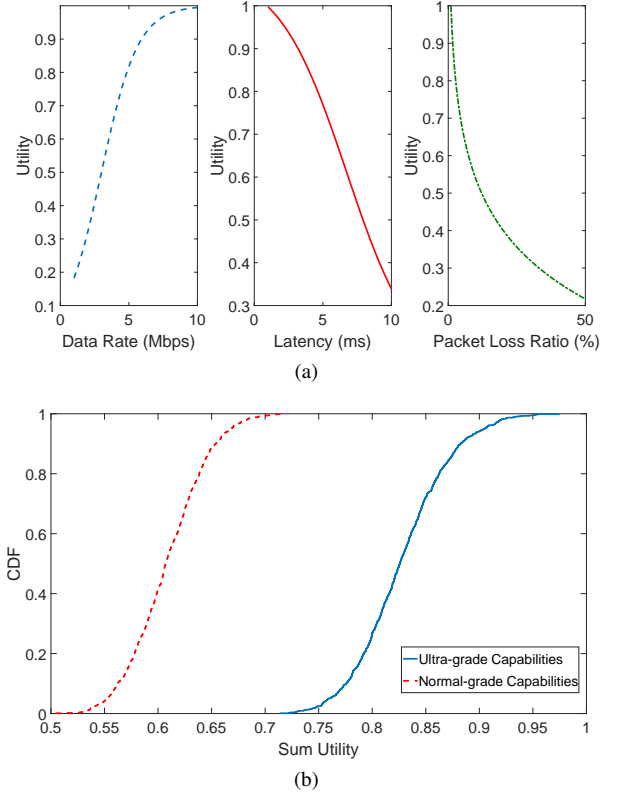 0.9
0.8
0.7
0.6
0.5
0.4
0.3
0.2
0.1
Utility
0 5 10
Data Rate (Mbps)
1
0.9
0.8
0.7
0.6
0.5
0.4
0.3
Utility
0 5 10
Latency (ms)
1
0.9
0.8
0.7
0.6
0.5
0.4
0.3
0.2
Utility
0 50
Packet Loss Ratio (%)
(a)
1
0.8
0.6
0.4
0.2
0
CDF
Ultra-grade Capabilities
Normal-grade Capabilities
0.5 0.55 0.6 0.65 0.7 0.75 0.8 0.85 0.9 0.95 1
Sum Utility
(b)